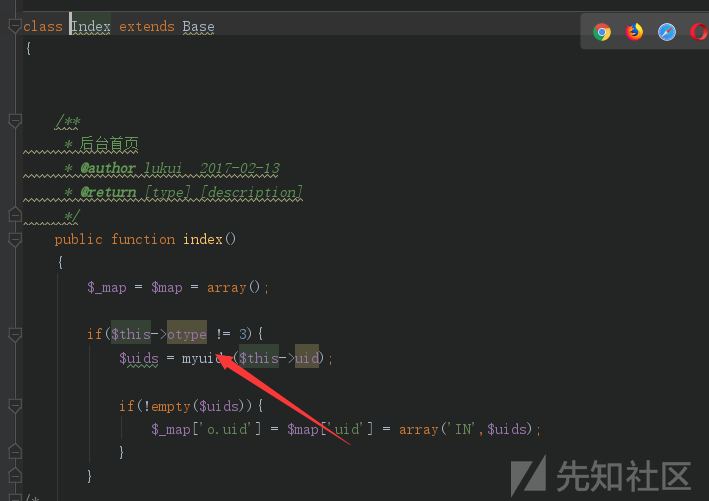 class Index extends Base
{
/**
* 后台首页
* @author lukui  2017-02-13
* @return [type] [description]
*/
public function index()
{
$_map = $map = array();
if($this->otype != 3){
$uids = myuids($this->uid);
if(!empty($uids)){
$_map['o.uid'] = $map['uid'] = array('IN',$uids);
}
}
/*
先知社区